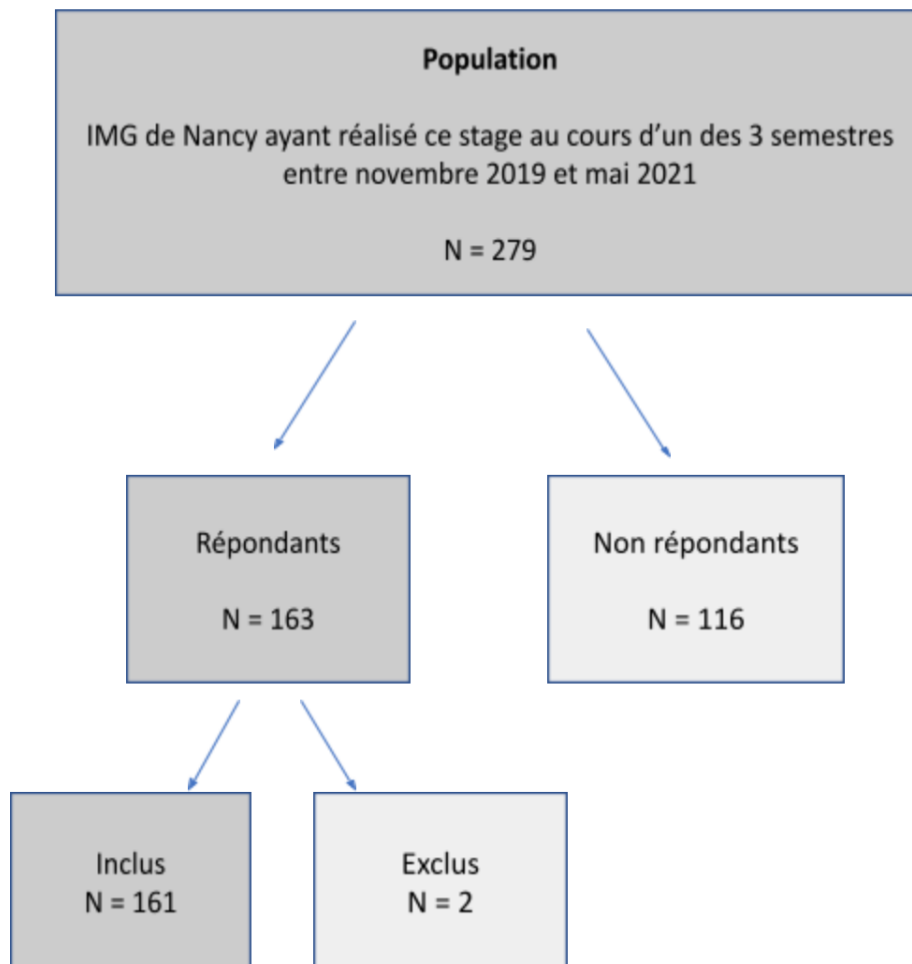 Population
IMG de Nancy ayant réalisé ce stage au cours d’un des 3 semestres
entre novembre 2019 et mai 2021
N = 279
Répondants
N = 163
Non répondants
N = 116
Inclus
N = 161
Exclus
N = 2